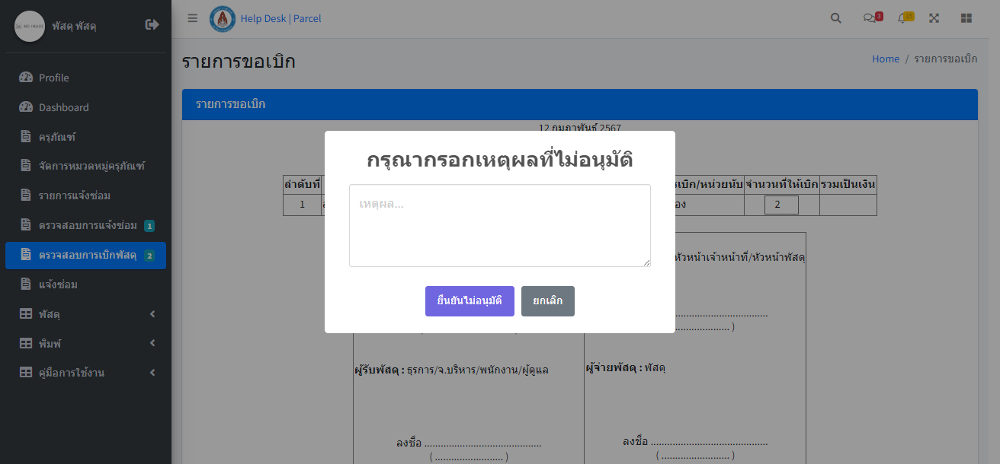 NO IMAGE
พัสดุ พัสดุ
Profile
Dashboard
ครุภัณฑ์
จัดการหมวดหมู่ครุภัณฑ์
รายการแจ้งซ่อม
ตรวจสอบการแจ้งซ่อม 1
ตรวจสอบการเบิกพัสดุ 2
แจ้งซ่อม
พัสดุ
พิมพ์
คู่มือการใช้งาน
Help Desk | Parcel
3
15
รายการขอเบิก
Home / รายการขอเบิก
รายการขอเบิก
12 กุมภาพันธ์ 2567
ลำดับที่ เบิก/หน่วยนับ จำนวนที่ให้เบิก รวมเป็นเงิน
1 2
กรุณากรอกเหตุผลที่ไม่อนุมัติ
เหตุผล...
ยืนยันไม่อนุมัติ ยกเลิก
หัวหน้าเจ้าหน้าที่/หัวหน้าพัสดุ
..................................
.................... )
ผู้รับพัสดุ : ธุรการ/จ.บริหาร/พนักงาน/ผู้ดูแล
ผู้จ่ายพัสดุ : พัสดุ
ลงชื่อ ...........................................
( ......................... )
ลงชื่อ ...........................................
( ......................... )